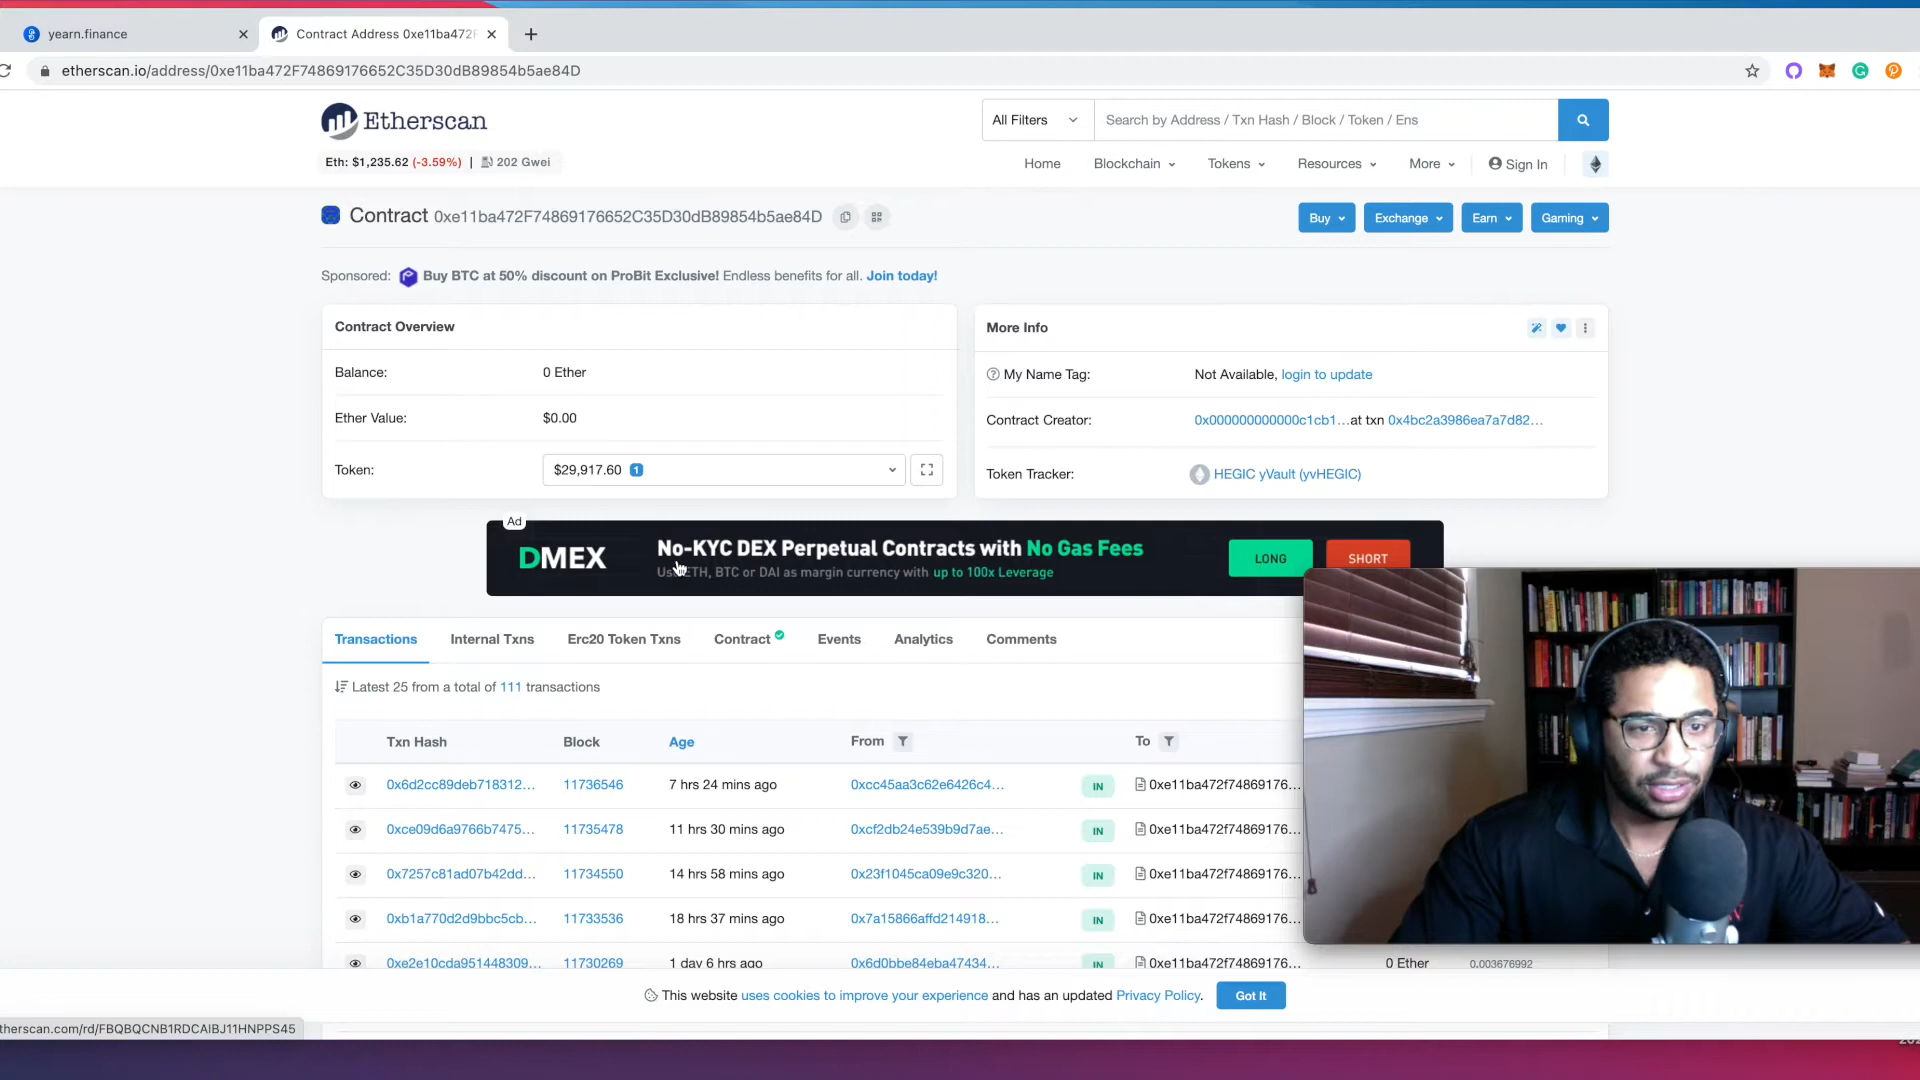 yearn.finance
Contract Address 0xe11ba472F
etherscan.io/address/0xe11ba472F74869176652C35D30dB89854b5ae84D
Etherscan
All Filters
Search by Address / Txn Hash / Block / Token / Ens
Eth: $1,235.62 (-3.59%) | 202 Gwei
Home Blockchain Tokens Resources More Sign In
Contract 0xe11ba472F74869176652C35D30dB89854b5ae84D
Buy Exchange Earn Gaming
Sponsored: Buy BTC at 50% discount on ProBit Exclusive! Endless benefits for all. Join today!
Contract Overview
Balance: 0 Ether
Ether Value: $0.00
Token: $29,917.60 1
More Info
My Name Tag: Not Available, login to update
Contract Creator: 0x000000000000c1cb1...at txn 0x4bc2a3986ea7a7d82...
Token Tracker: HEGIC yVault (yvHEGIC)
Ad
DMEX
No-KYC DEX Perpetual Contracts with No Gas Fees
ETH, BTC or DAI as margin currency with up to 100x Leverage
LONG SHORT
Transactions Internal Txns Erc20 Token Txns Contract Events Analytics Comments
Latest 25 from a total of 111 transactions
Txn Hash Block Age From To
0x6d2cc89deb718312... 11736546 7 hrs 24 mins ago 0xcc45aa3c62e6426c4... IN 0xe11ba472f74869176...
0xce09d6a9766b7475... 11735478 11 hrs 30 mins ago 0xcf2db24e539b9d7ae... IN 0xe11ba472f74869176...
0x7257c81ad07b42dd... 11734550 14 hrs 58 mins ago 0x23f1045ca09e9c320... IN 0xe11ba472f74869176...
0xb1a770d2d9bbc5cb... 11733536 18 hrs 37 mins ago 0x7a15866affd214918... IN 0xe11ba472f74869176...
0xe2e10cda951448309... 11730269 1 day 6 hrs ago 0x6d0bbe84eba47434... IN 0xe11ba472f74869176... 0 Ether 0.003676992
This website uses cookies to improve your experience and has an updated Privacy Policy. Got It
therscan.com/rd/FBQBQCNB1RDCAIBJ11HNPPS45